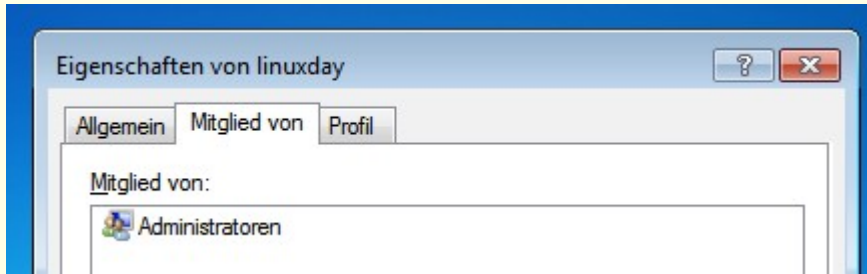 Eigenschaften von linuxday
?
Allgemein Mitglied von Profil
Mitglied von:
Administratoren